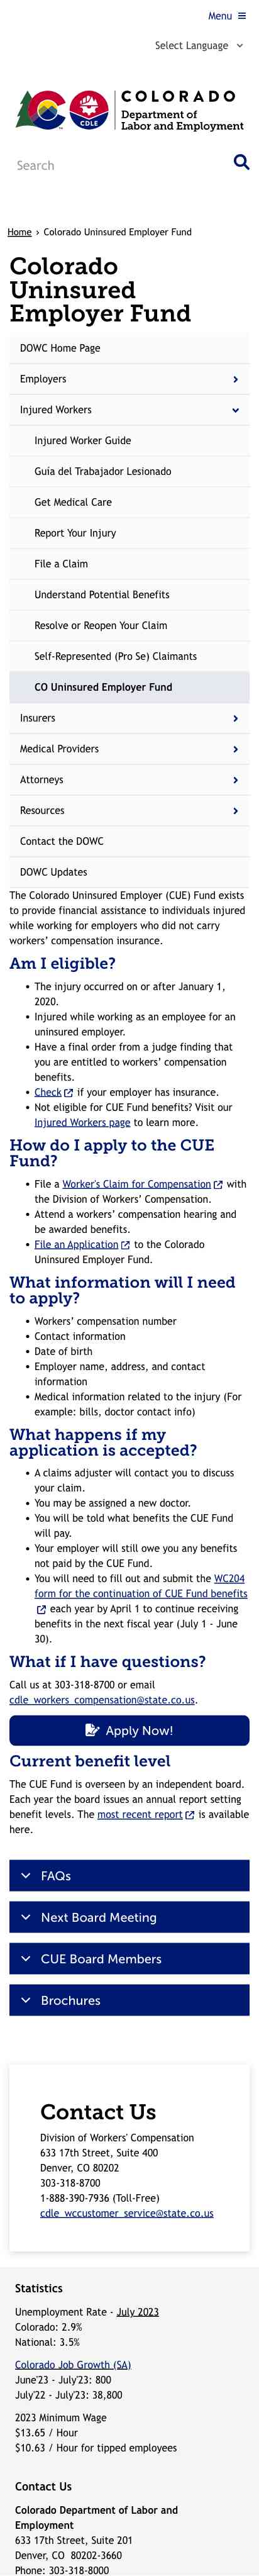 Menu
Select Language
CDLE
COLORADO
Department of
Labor and Employment
Search
Home › Colorado Uninsured Employer Fund
Colorado
Uninsured
Employer Fund
DOWC Home Page
Employers
Injured Workers
Injured Worker Guide
Guía del Trabajador Lesionado
Get Medical Care
Report Your Injury
File a Claim
Understand Potential Benefits
Resolve or Reopen Your Claim
Self-Represented (Pro Se) Claimants
CO Uninsured Employer Fund
Insurers
Medical Providers
Attorneys
Resources
Contact the DOWC
DOWC Updates
The Colorado Uninsured Employer (CUE) Fund exists
to provide financial assistance to individuals injured
while working for employers who did not carry
workers’ compensation insurance.
Am I eligible?
• The injury occurred on or after January 1,
2020.
• Injured while working as an employee for an
uninsured employer.
• Have a final order from a judge finding that
you are entitled to workers’ compensation
benefits.
• Check if your employer has insurance.
• Not eligible for CUE Fund benefits? Visit our
Injured Workers page to learn more.
How do I apply to the CUE
Fund?
• File a Worker's Claim for Compensation with
the Division of Workers’ Compensation.
• Attend a workers’ compensation hearing and
be awarded benefits.
• File an Application to the Colorado
Uninsured Employer Fund.
What information will I need
to apply?
• Workers’ compensation number
• Contact information
• Date of birth
• Employer name, address, and contact
information
• Medical information related to the injury (For
example: bills, doctor contact info)
What happens if my
application is accepted?
• A claims adjuster will contact you to discuss
your claim.
• You may be assigned a new doctor.
• You will be told what benefits the CUE Fund
will pay.
• Your employer will still owe you any benefits
not paid by the CUE Fund.
• You will need to fill out and submit the WC204
form for the continuation of CUE Fund benefits
each year by April 1 to continue receiving
benefits in the next fiscal year (July 1 - June
30).
What if I have questions?
Call us at 303-318-8700 or email
cdle_workers_compensation@state.co.us.
Apply Now!
Current benefit level
The CUE Fund is overseen by an independent board.
Each year the board issues an annual report setting
benefit levels. The most recent report is available
here.
FAQs
Next Board Meeting
CUE Board Members
Brochures
Contact Us
Division of Workers' Compensation
633 17th Street, Suite 400
Denver, CO 80202
303-318-8700
1-888-390-7936 (Toll-Free)
cdle_wccustomer_service@state.co.us
Statistics
Unemployment Rate - July 2023
Colorado: 2.9%
National: 3.5%
Colorado Job Growth (SA)
June'23 - July'23: 800
July'22 - July'23: 38,800
2023 Minimum Wage
$13.65 / Hour
$10.63 / Hour for tipped employees
Contact Us
Colorado Department of Labor and
Employment
633 17th Street, Suite 201
Denver, CO 80202-3660
Phone: 303-318-8000